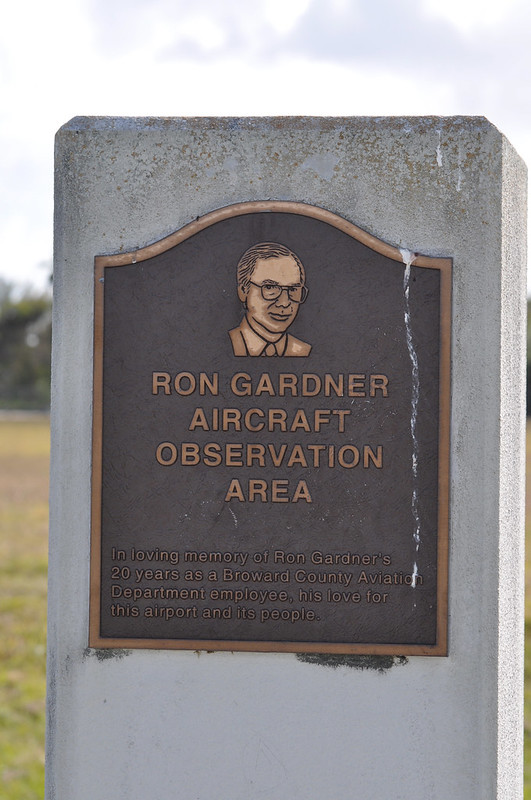 RON GARDNER
AIRCRAFT
OBSERVATION
AREA
In loving memory of Ron Gardner's
20 years as a Broward County Aviation
Department employee, his love for
this airport and its people.